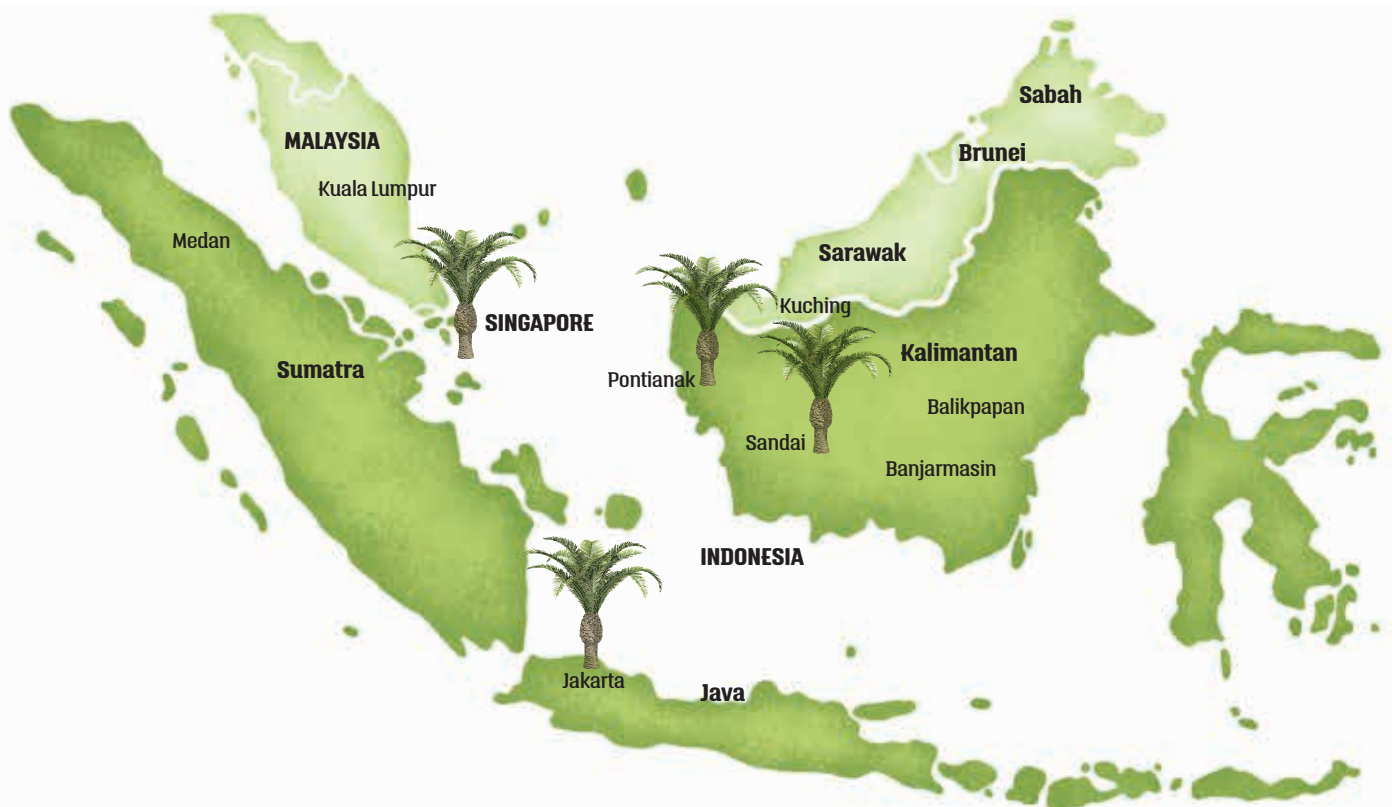 Sabah
MALAYSIA
Brunei
Kuala Lumpur
Medan
Sarawak
Kuching
SINGAPORE
Kalimantan
Sumatra
Pontianak
Balikpapan
Sandai
Banjarmasin
INDONESIA
Jakarta
Java